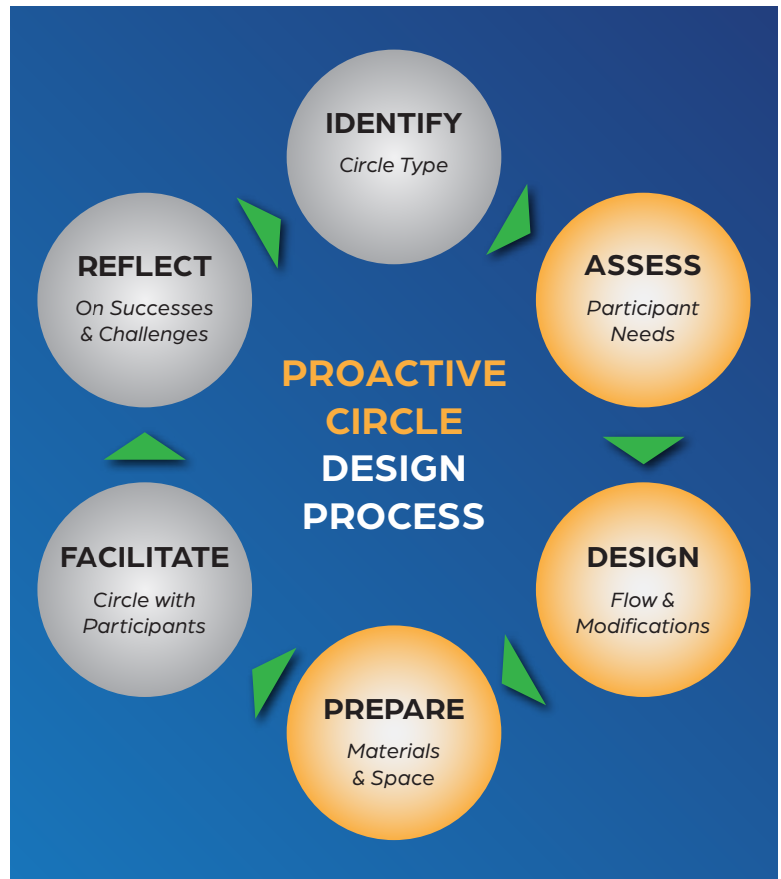 IDENTIFY
Circle Type
ASSESS
Participant
Needs
DESIGN
Flow &
Modifications
PREPARE
Materials
& Space
FACILITATE
Circle with
Participants
REFLECT
On Successes
& Challenges
PROACTIVE
CIRCLE
DESIGN
PROCESS